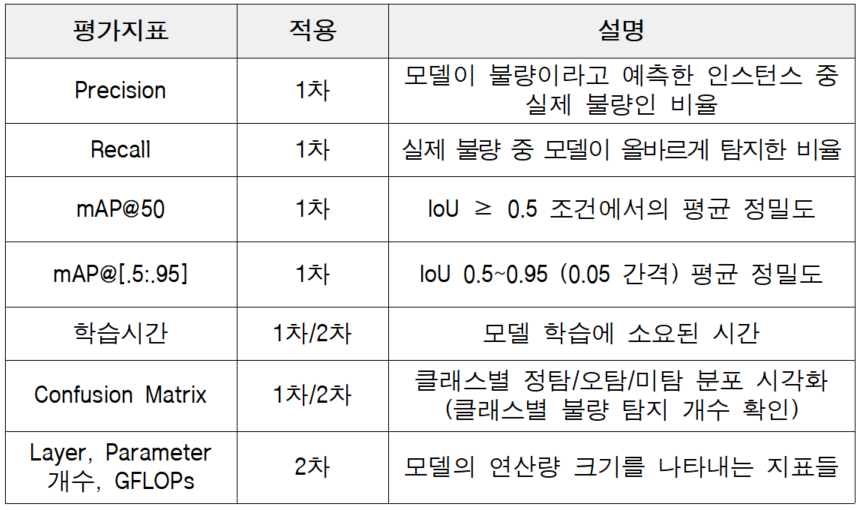 평가지표 적용 설명
Precision 1차 모델이 불량이라고 예측한 인스턴스 중
실제 불량인 비율
Recall 1차 실제 불량 중 모델이 올바르게 탐지한 비율
mAP@50 1차 IoU ≥ 0.5 조건에서의 평균 정밀도
mAP@[.5:.95] 1차 IoU 0.5~0.95 (0.05 간격) 평균 정밀도
학습시간 1차/2차 모델 학습에 소요된 시간
Confusion Matrix 1차/2차 클래스별 정탐/오탐/미탐 분포 시각화
(클래스별 불량 탐지 개수 확인)
Layer, Parameter
개수, GFLOPs 2차 모델의 연산량 크기를 나타내는 지표들